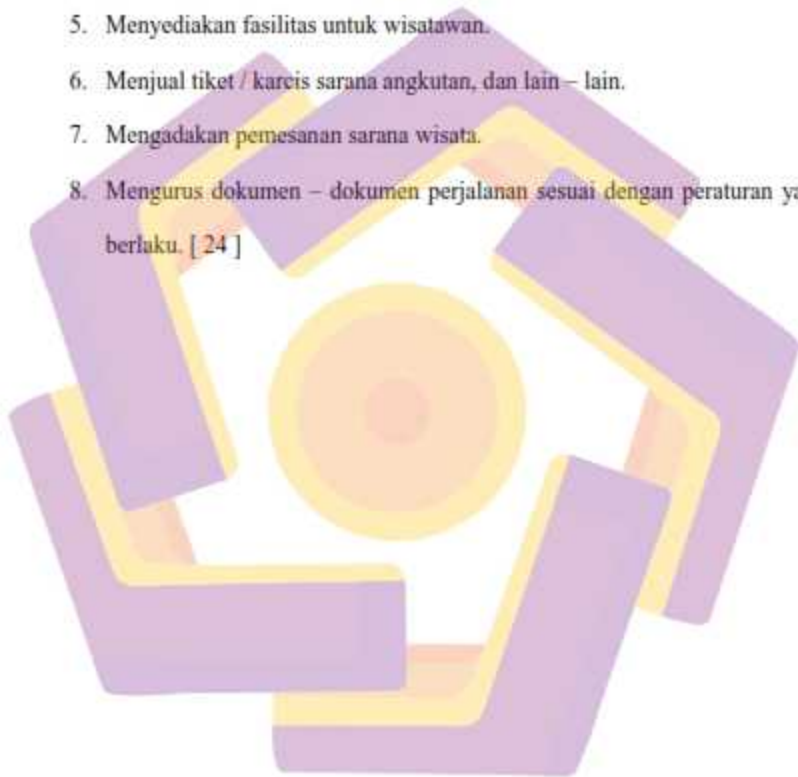 5. Menyediakan fasilitas untuk wisatawan.
6. Menjual tiket / karcis sarana angkutan, dan lain – lain.
7. Mengadakan pemesanan sarana wisata.
8. Mengurus dokumen – dokumen perjalanan sesuai dengan peraturan
berlaku. [ 24 ]